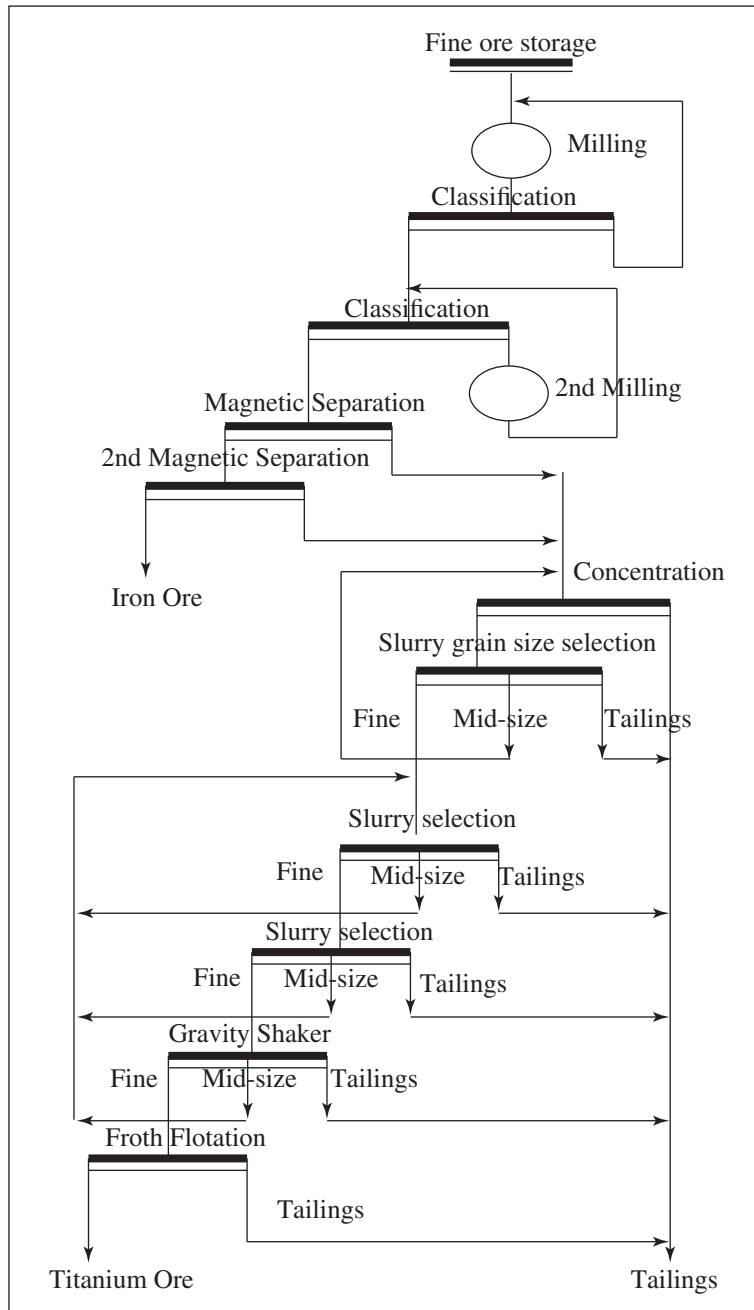 Fine ore storage
Milling
Classification
Classification
2nd Milling
Magnetic Separation
2nd Magnetic Separation
Iron Ore
Concentration
Slurry grain size selection
Fine
Mid-size
Tailings
Slurry selection
Fine
Mid-size
Tailings
Slurry selection
Fine
Mid-size
Tailings
Gravity Shaker
Fine
Mid-size
Tailings
Froth Flotation
Tailings
Titanium Ore
Tailings